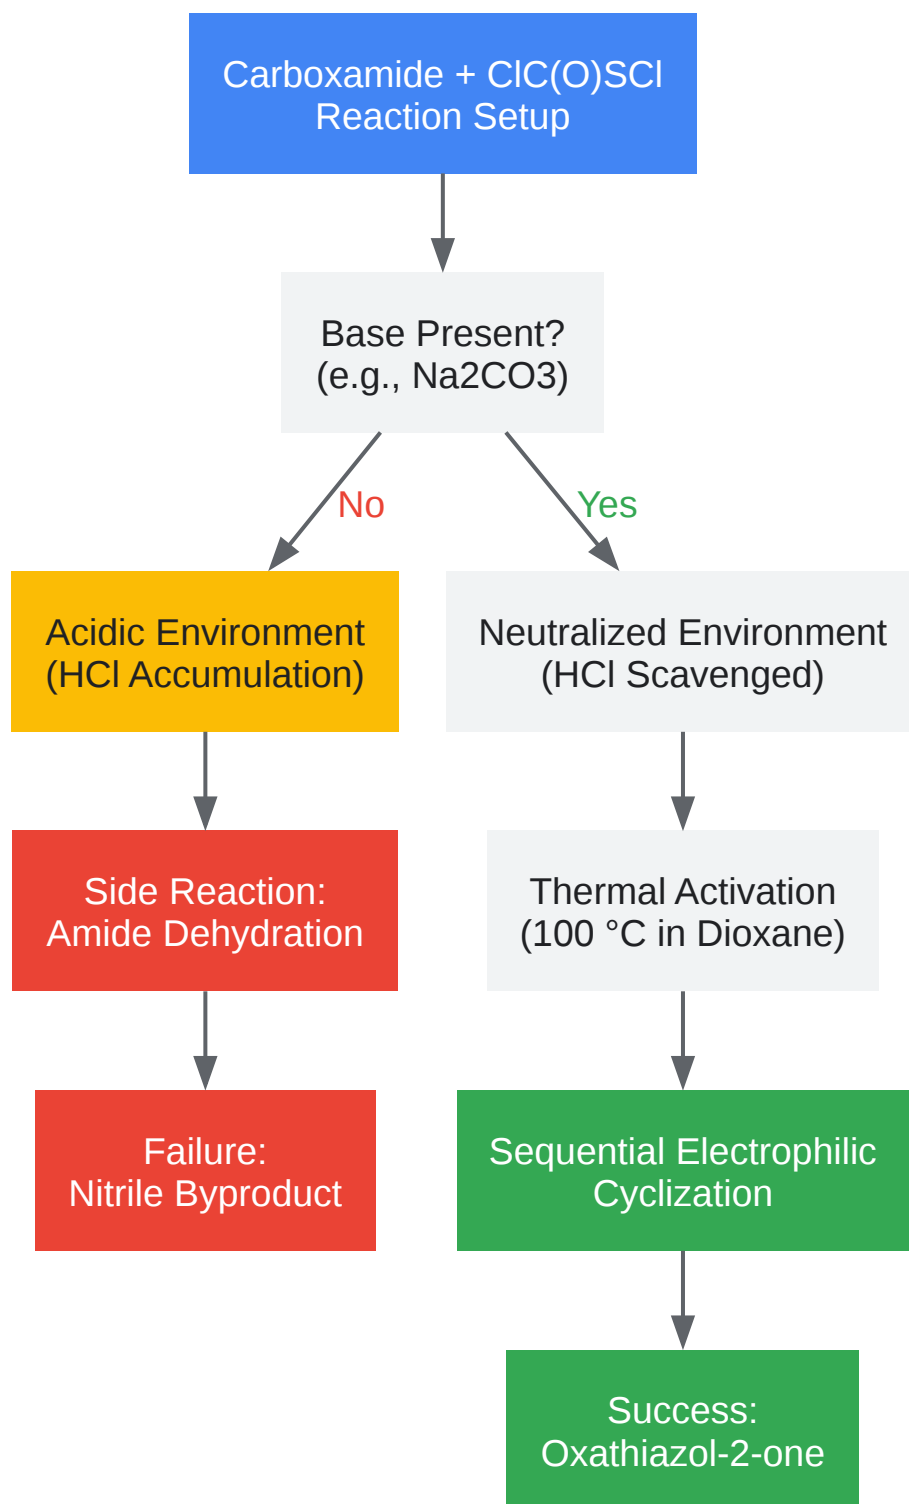 Carboxamide + ClC(O)SCl
Reaction Setup
Base Present?
(e.g., Na2CO3)
No
Yes
Acidic Environment
(HCl Accumulation)
Neutralized Environment
(HCl Scavenged)
Side Reaction:
Amide Dehydration
Thermal Activation
(100 °C in Dioxane)
Failure:
Nitrile Byproduct
Sequential Electrophilic
Cyclization
Success:
Oxathiazol-2-one